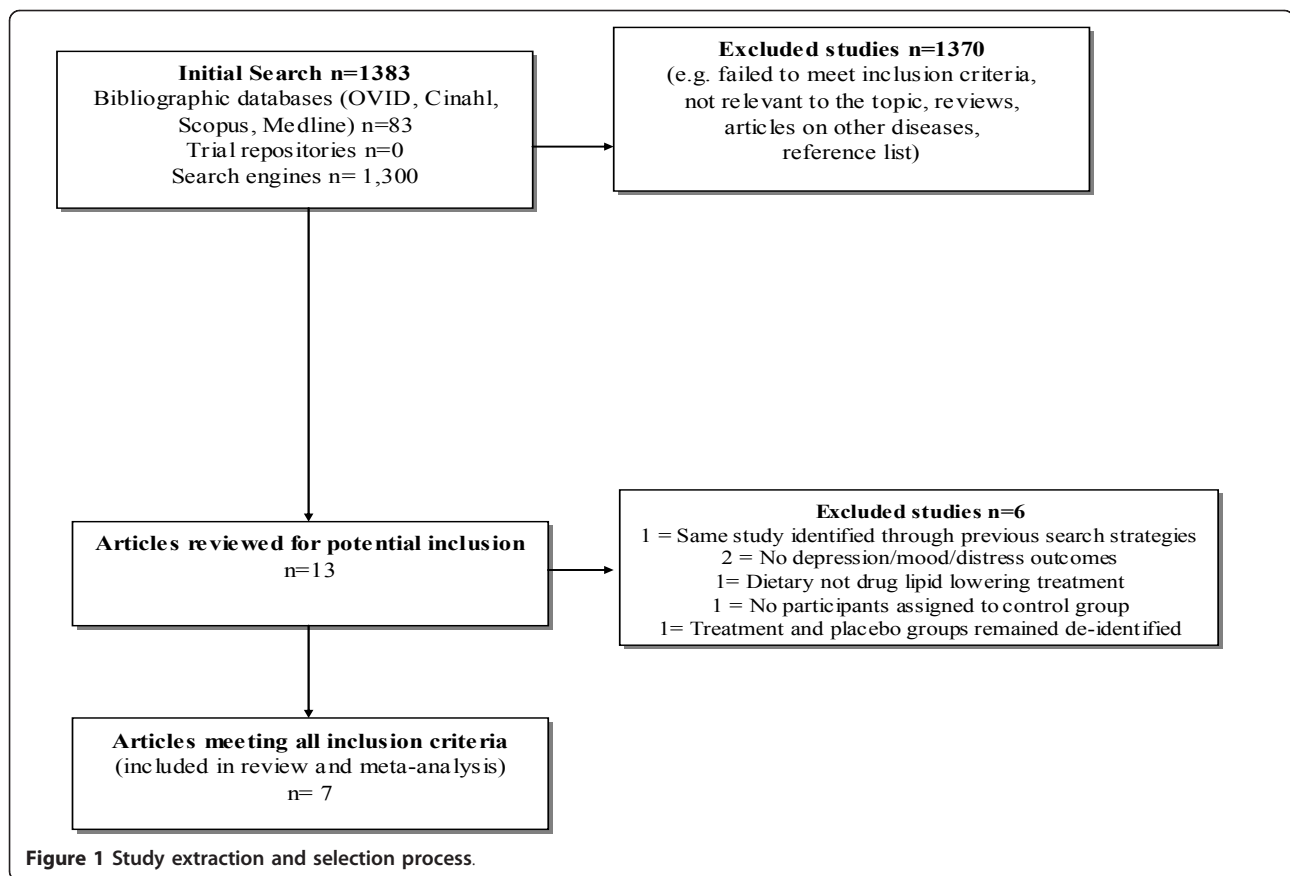 Initial Search n=1383
Bibliographic databases (OVID, Cinahl,
Scopus, Medline) n=83
Trial repositories n=0
Search engines n= 1,300
Excluded studies n=1370
(e.g. failed to meet inclusion criteria,
not relevant to the topic, reviews,
articles on other diseases,
reference list)
Articles reviewed for potential inclusion
n=13
Excluded studies n=6
1 = Same study identified through previous search strategies
2 = No depression/mood/distress outcomes
1= Dietary not drug lipid lowering treatment
1 = No participants assigned to control group
1= Treatment and placebo groups remained de-identified
Articles meeting all inclusion criteria
(included in review and meta-analysis)
n= 7
Figure 1 Study extraction and selection process.